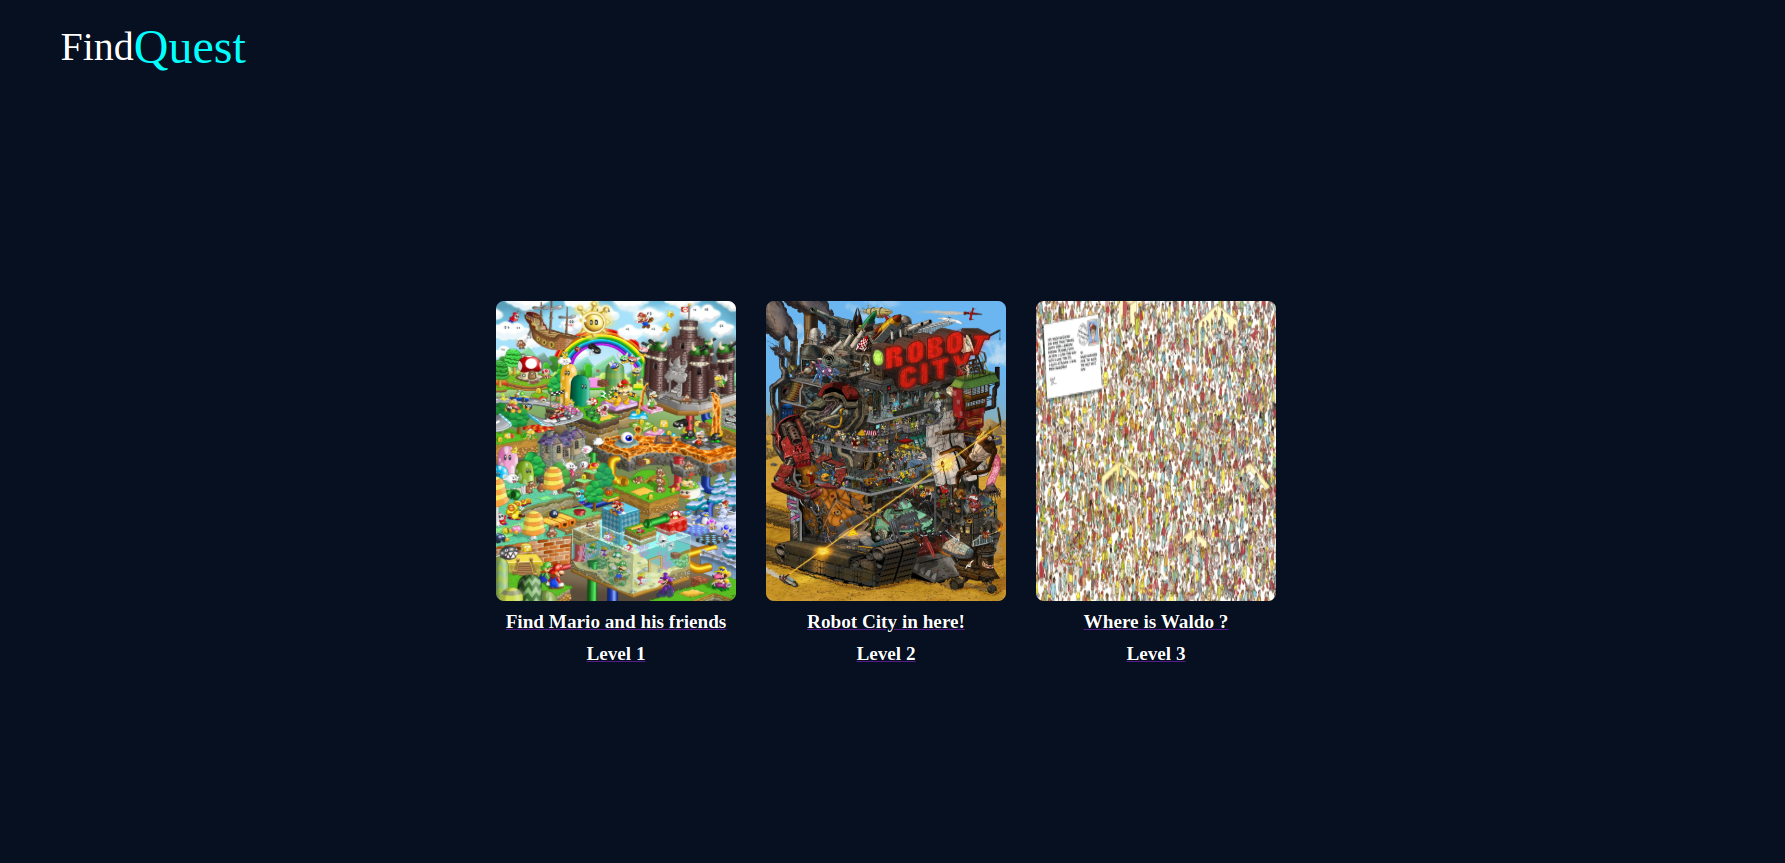 FindQuest
ROBOT
CITY
Find Mario and his friends
Robot City in here!
Where is Waldo ?
Level 1
Level 2
Level 3